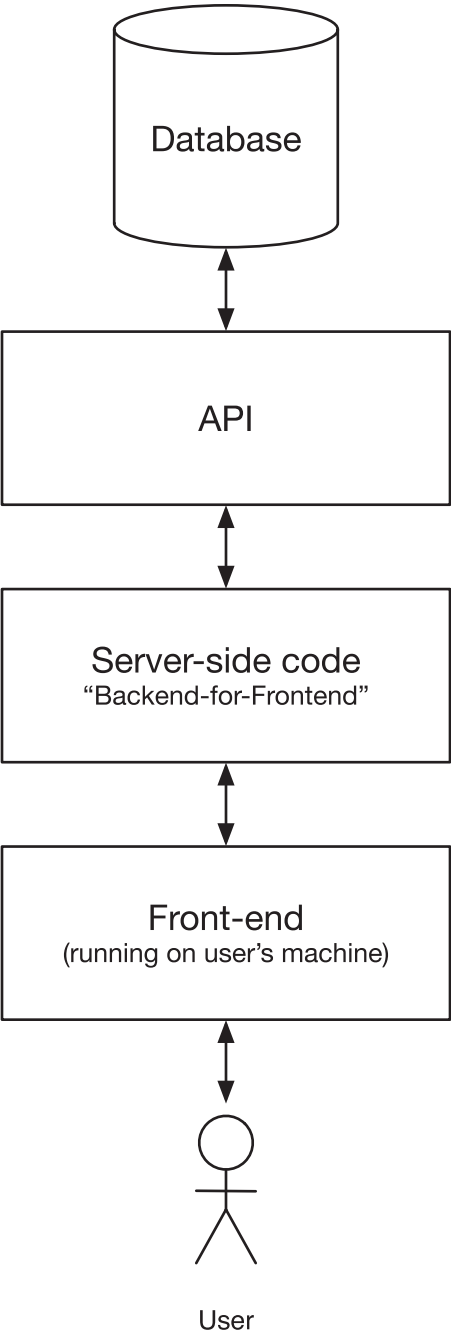 Database
API
Server-side code
“Backend-for-Frontend”
Front-end
(running on user’s machine)
User